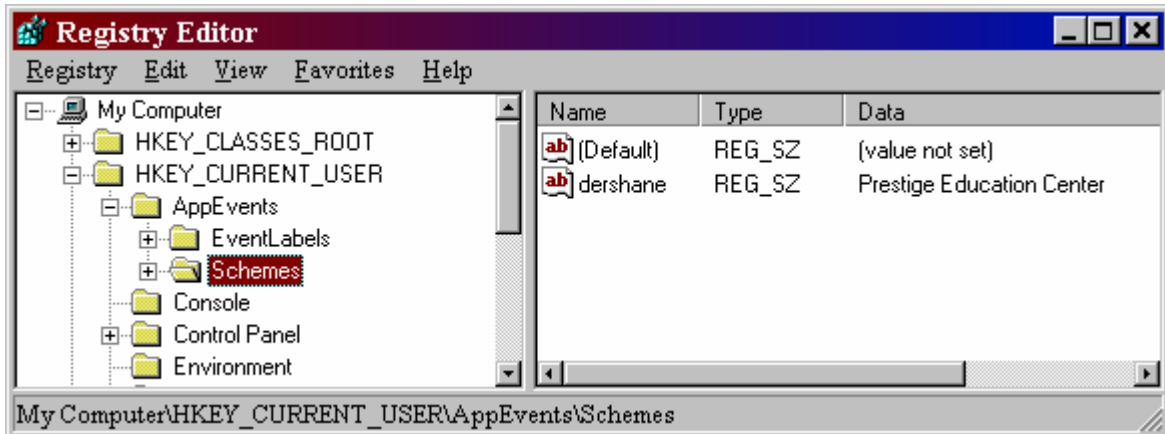 Registry Editor
Registry Edit View Favorites Help
My Computer
HKEY_CLASSES_ROOT
HKEY_CURRENT_USER
AppEvents
EventLabels
Schemes
Console
Control Panel
Environment
Name Type Data
(Default) REG_SZ (value not set)
dershane REG_SZ Prestige Education Center
My Computer\HKEY_CURRENT_USER\AppEvents\Schemes